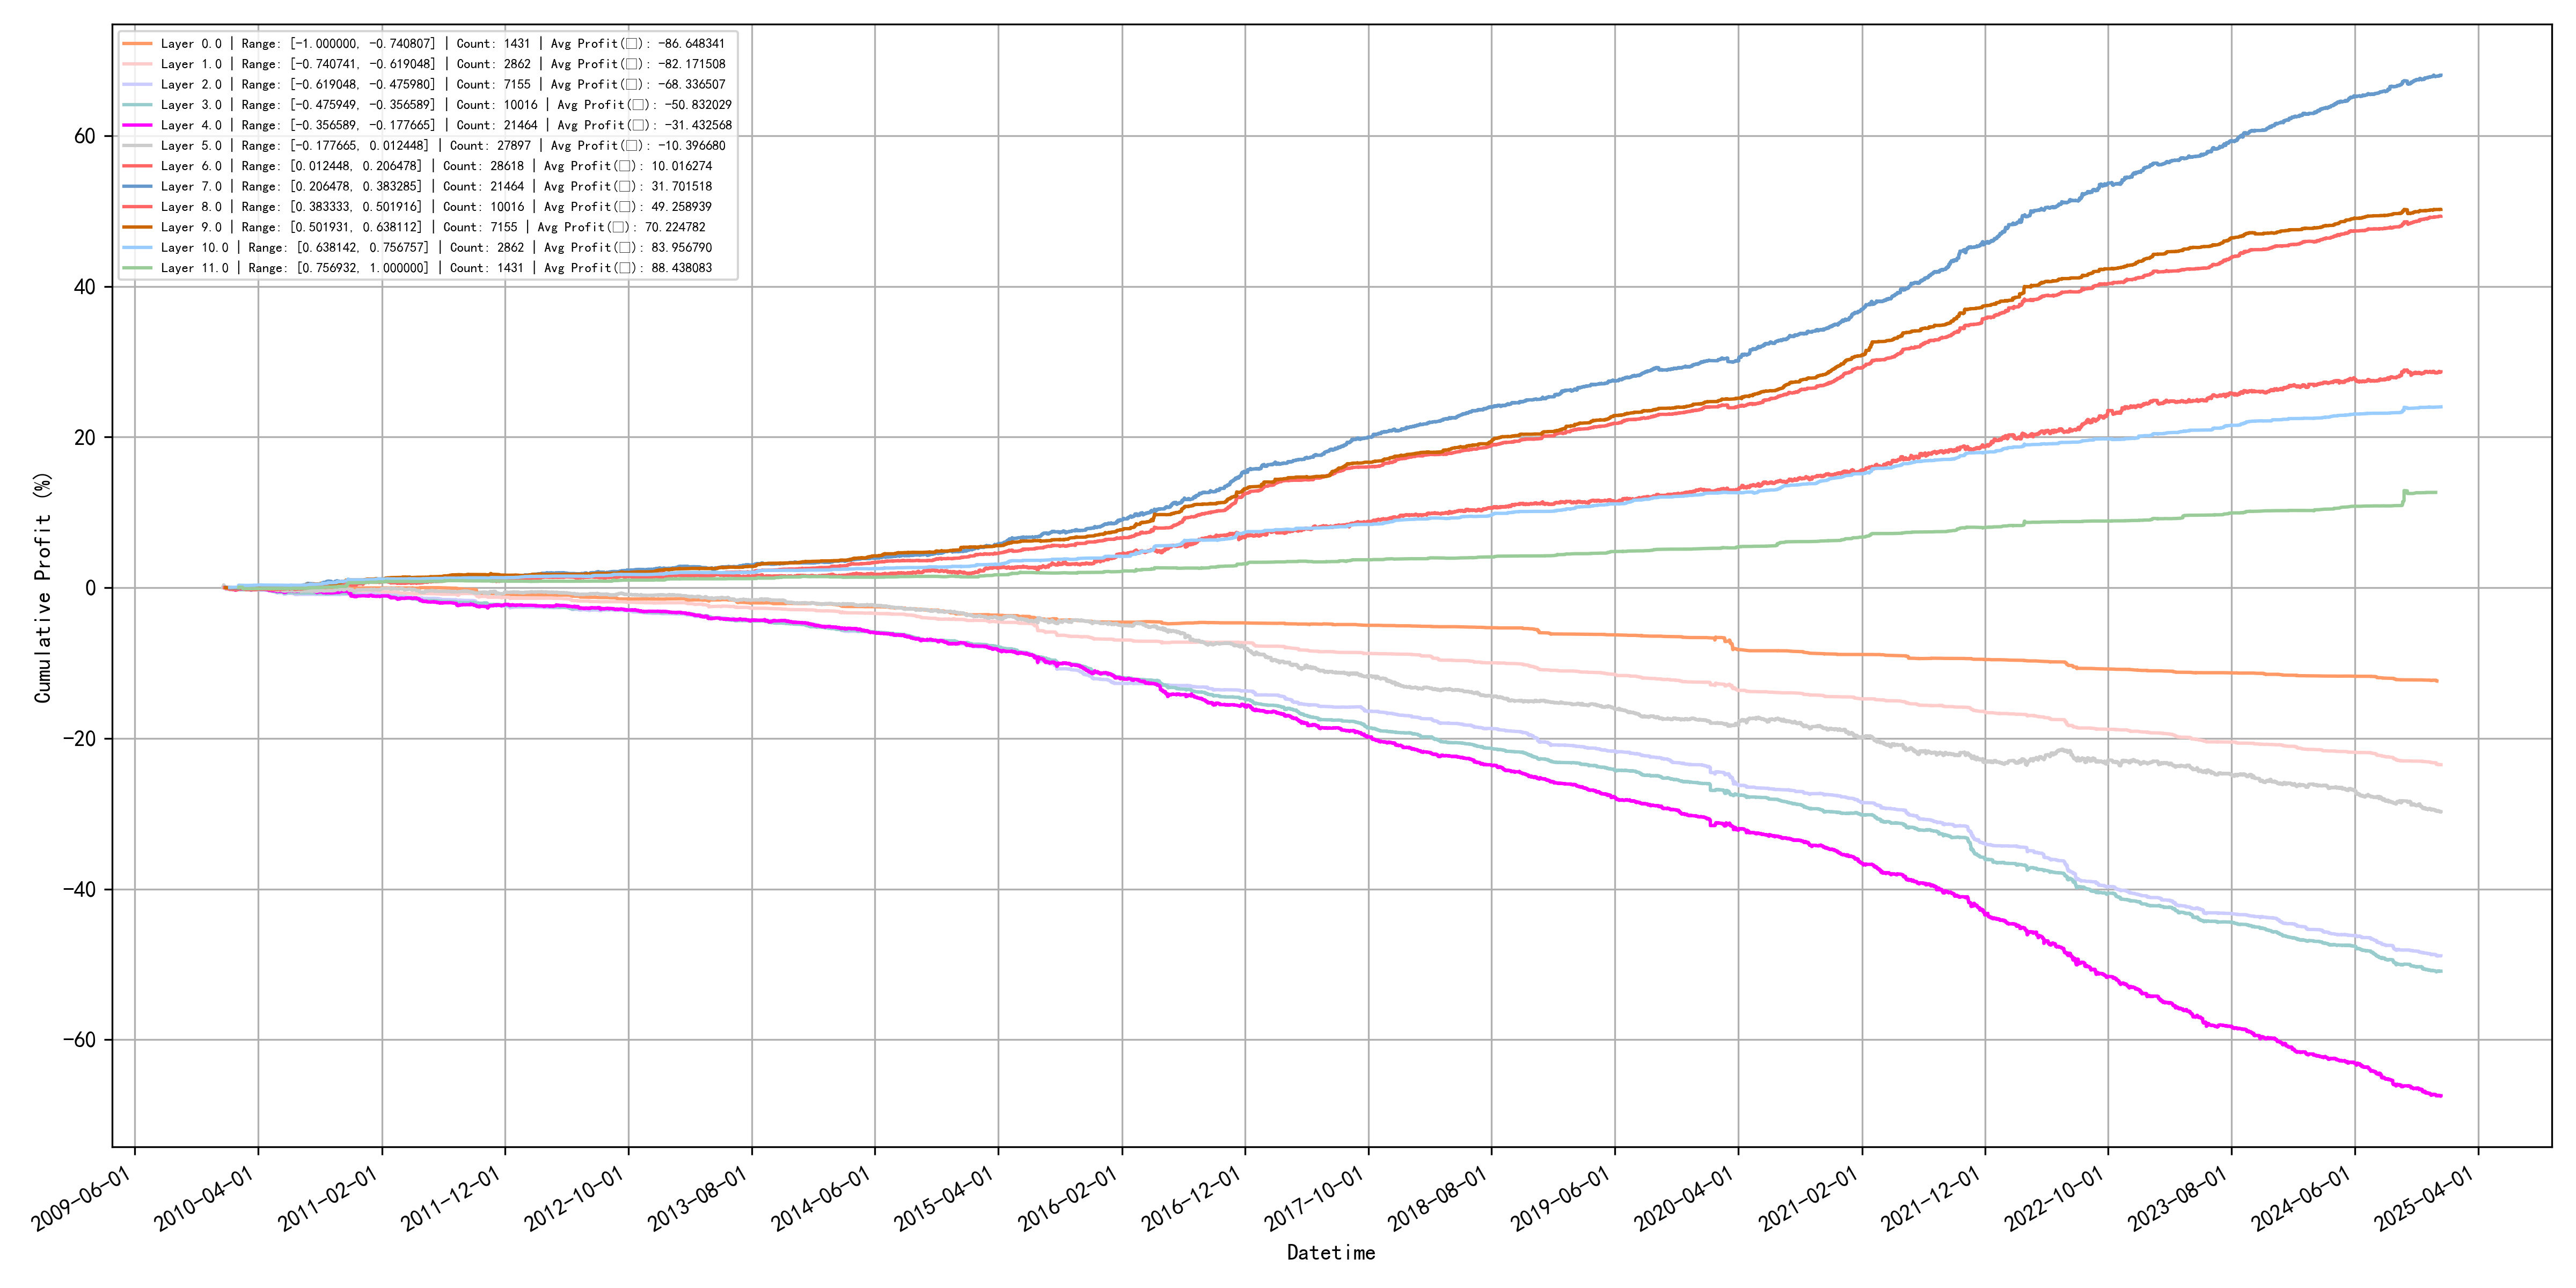 Layer 0.0 | Range: [-1.000000, -0.740807] | Count: 1431 | Avg Profit(□): -86.648341
Layer 1.0 | Range: [-0.740741, -0.619048] | Count: 2862 | Avg Profit(□): -82.171508
Layer 2.0 | Range: [-0.619048, -0.475980] | Count: 7155 | Avg Profit(□): -68.336507
Layer 3.0 | Range: [-0.475949, -0.356589] | Count: 10016 | Avg Profit(□): -50.832029
Layer 4.0 | Range: [-0.356589, -0.177665] | Count: 21464 | Avg Profit(□): -31.432568
Layer 5.0 | Range: [-0.177665, 0.012448] | Count: 27897 | Avg Profit(□): -10.396680
Layer 6.0 | Range: [0.012448, 0.206478] | Count: 28618 | Avg Profit(□): 10.016274
Layer 7.0 | Range: [0.206478, 0.383285] | Count: 21464 | Avg Profit(□): 31.701518
Layer 8.0 | Range: [0.383333, 0.501916] | Count: 10016 | Avg Profit(□): 49.258939
Layer 9.0 | Range: [0.501931, 0.638112] | Count: 7155 | Avg Profit(□): 70.224782
Layer 10.0 | Range: [0.638142, 0.756757] | Count: 2862 | Avg Profit(□): 83.956790
Layer 11.0 | Range: [0.756932, 1.000000] | Count: 1431 | Avg Profit(□): 88.438083
60
40
20
0
-20
-40
-60
Cumulative Profit (%)
2009-06-01
2010-04-01
2011-02-01
2011-12-01
2012-10-01
2013-08-01
2014-06-01
2015-04-01
2016-02-01
2016-12-01
2017-10-01
2018-08-01
2019-06-01
2020-04-01
2021-02-01
2021-12-01
2022-10-01
2023-08-01
2024-06-01
2025-04-01
Datetime